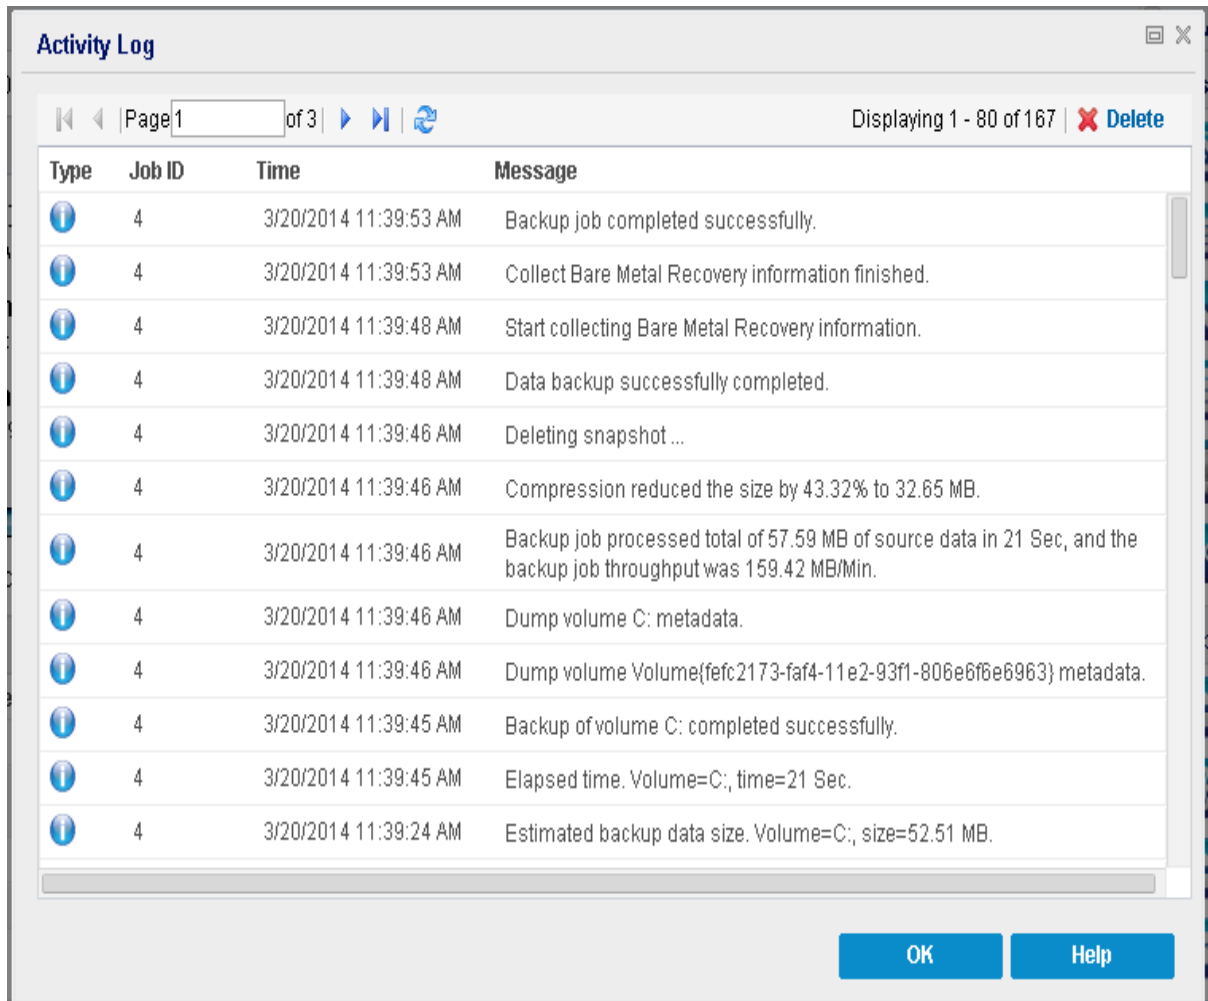 Activity Log
Page 1 of 3 Displaying 1 - 80 of 167 Delete
Type Job ID Time Message
4 3/20/2014 11:39:53 AM Backup job completed successfully.
4 3/20/2014 11:39:53 AM Collect Bare Metal Recovery information finished.
4 3/20/2014 11:39:48 AM Start collecting Bare Metal Recovery information.
4 3/20/2014 11:39:48 AM Data backup successfully completed.
4 3/20/2014 11:39:46 AM Deleting snapshot ...
4 3/20/2014 11:39:46 AM Compression reduced the size by 43.32% to 32.65 MB.
4 3/20/2014 11:39:46 AM Backup job processed total of 57.59 MB of source data in 21 Sec, and the
backup job throughput was 159.42 MB/Min.
4 3/20/2014 11:39:46 AM Dump volume C: metadata.
4 3/20/2014 11:39:46 AM Dump volume Volume{fefc2173-faf4-11e2-93f1-806e6f6e6963} metadata.
4 3/20/2014 11:39:45 AM Backup of volume C: completed successfully.
4 3/20/2014 11:39:45 AM Elapsed time. Volume=C:, time=21 Sec.
4 3/20/2014 11:39:24 AM Estimated backup data size. Volume=C:, size=52.51 MB.
OK Help